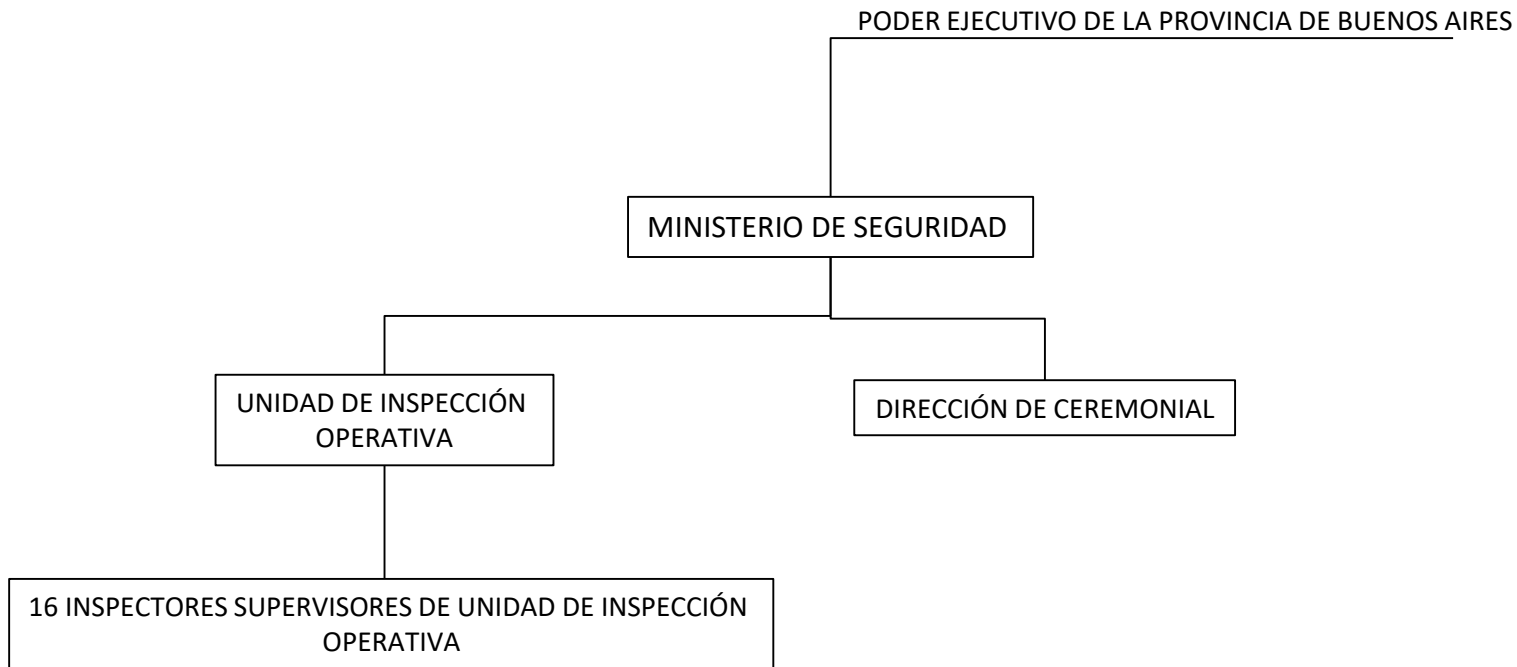 PODER EJECUTIVO DE LA PROVINCIA DE BUENOS AIRES
MINISTERIO DE SEGURIDAD
UNIDAD DE INSPECCIÓN
OPERATIVA
DIRECCIÓN DE CEREMONIAL
16 INSPECTORES SUPERVISORES DE UNIDAD DE INSPECCIÓN
OPERATIVA